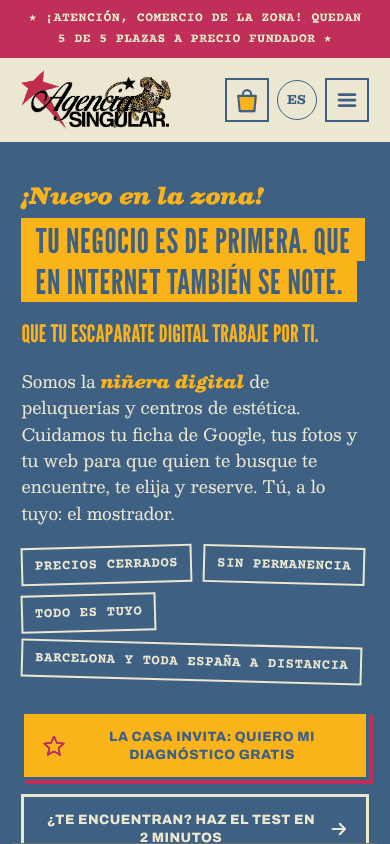 ★ ¡ATENCIÓN, COMERCIO DE LA ZONA! QUEDAN
5 DE 5 PLAZAS A PRECIO FUNDADOR ★
Agencia
SINGULAR.
ES
¡Nuevo en la zona!
TU NEGOCIO ES DE PRIMERA. QUE
EN INTERNET TAMBIÉN SE NOTE.
QUE TU ESCAPARATE DIGITAL TRABAJE POR TI.
Somos la niñera digital de
peluquerías y centros de estética.
Cuidamos tu ficha de Google, tus fotos y
tu web para que quien te busque te
encuentre, te elija y reserve. Tú, a lo
tuyo: el mostrador.
PRECIOS CERRADOS
SIN PERMANENCIA
TODO ES TUYO
BARCELONA Y TODA ESPAÑA A DISTANCIA
LA CASA INVITA: QUIERO MI
DIAGNÓSTICO GRATIS
¿TE ENCUENTRAN? HAZ EL TEST EN
2 MINUTOS